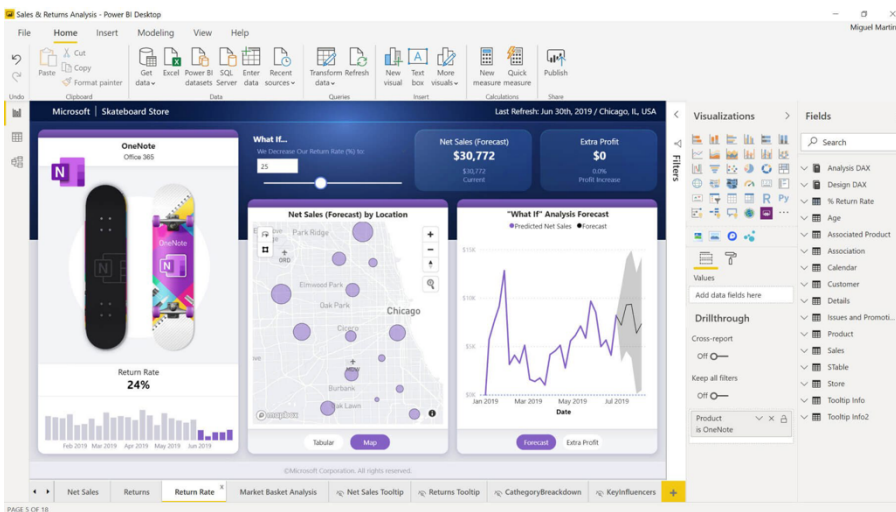 Sales & Returns Analysis - Power BI Desktop
Miguel Martin
File Home Insert Modeling View Help
Cut
Copy
Format painter
Paste
Get data
Excel
Power BI datasets
SQL Server
Enter data
Recent sources
Transform data
Refresh
New visual
Text box
More visuals
New measure
Quick measure
Publish
Undo
Clipboard
Data
Queries
Insert
Calculations
Share
Microsoft | Skateboard Store
Last Refresh: Jun 30th, 2019 / Chicago, IL, USA
OneNote
Office 365
N
OneNote
N
N
Return Rate
24%
Feb 2019 Mar 2019 Apr 2019 May 2019 Jun 2019
What If...
We Decrease Our Return Rate (%) to:
25
Net Sales (Forecast)
$30,772
$30,772
Current
Extra Profit
$0
0.0%
Profit Increase
Net Sales (Forecast) by Location
Park Ridge
ORD
Elmwood Park
Oak Park
Chicago
Cicero
MDW
Burbank
Oak Lawn
mapbox
Tabular
Map
"What If" Analysis Forecast
Predicted Net Sales Forecast
$15K
$10K
$5K
$0K
Jan 2019 Mar 2019 May 2019 Jul 2019
Date
Forecast
Extra Profit
©Microsoft Corporation. All rights reserved.
Filters
Visualizations
R Py
Values
Add data fields here
Drillthrough
Cross-report
Off
Keep all filters
Off
Product
is OneNote
Fields
Search
Analysis DAX
Design DAX
% Return Rate
Age
Associated Product
Association
Calendar
Customer
Details
Issues and Promoti...
Product
Sales
STable
Store
Tooltip Info
Tooltip Info2
Net Sales
Returns
Return Rate
Market Basket Analysis
Net Sales Tooltip
Returns Tooltip
CathegoryBreackdown
KeyInfluencers
PAGE 5 OF 18